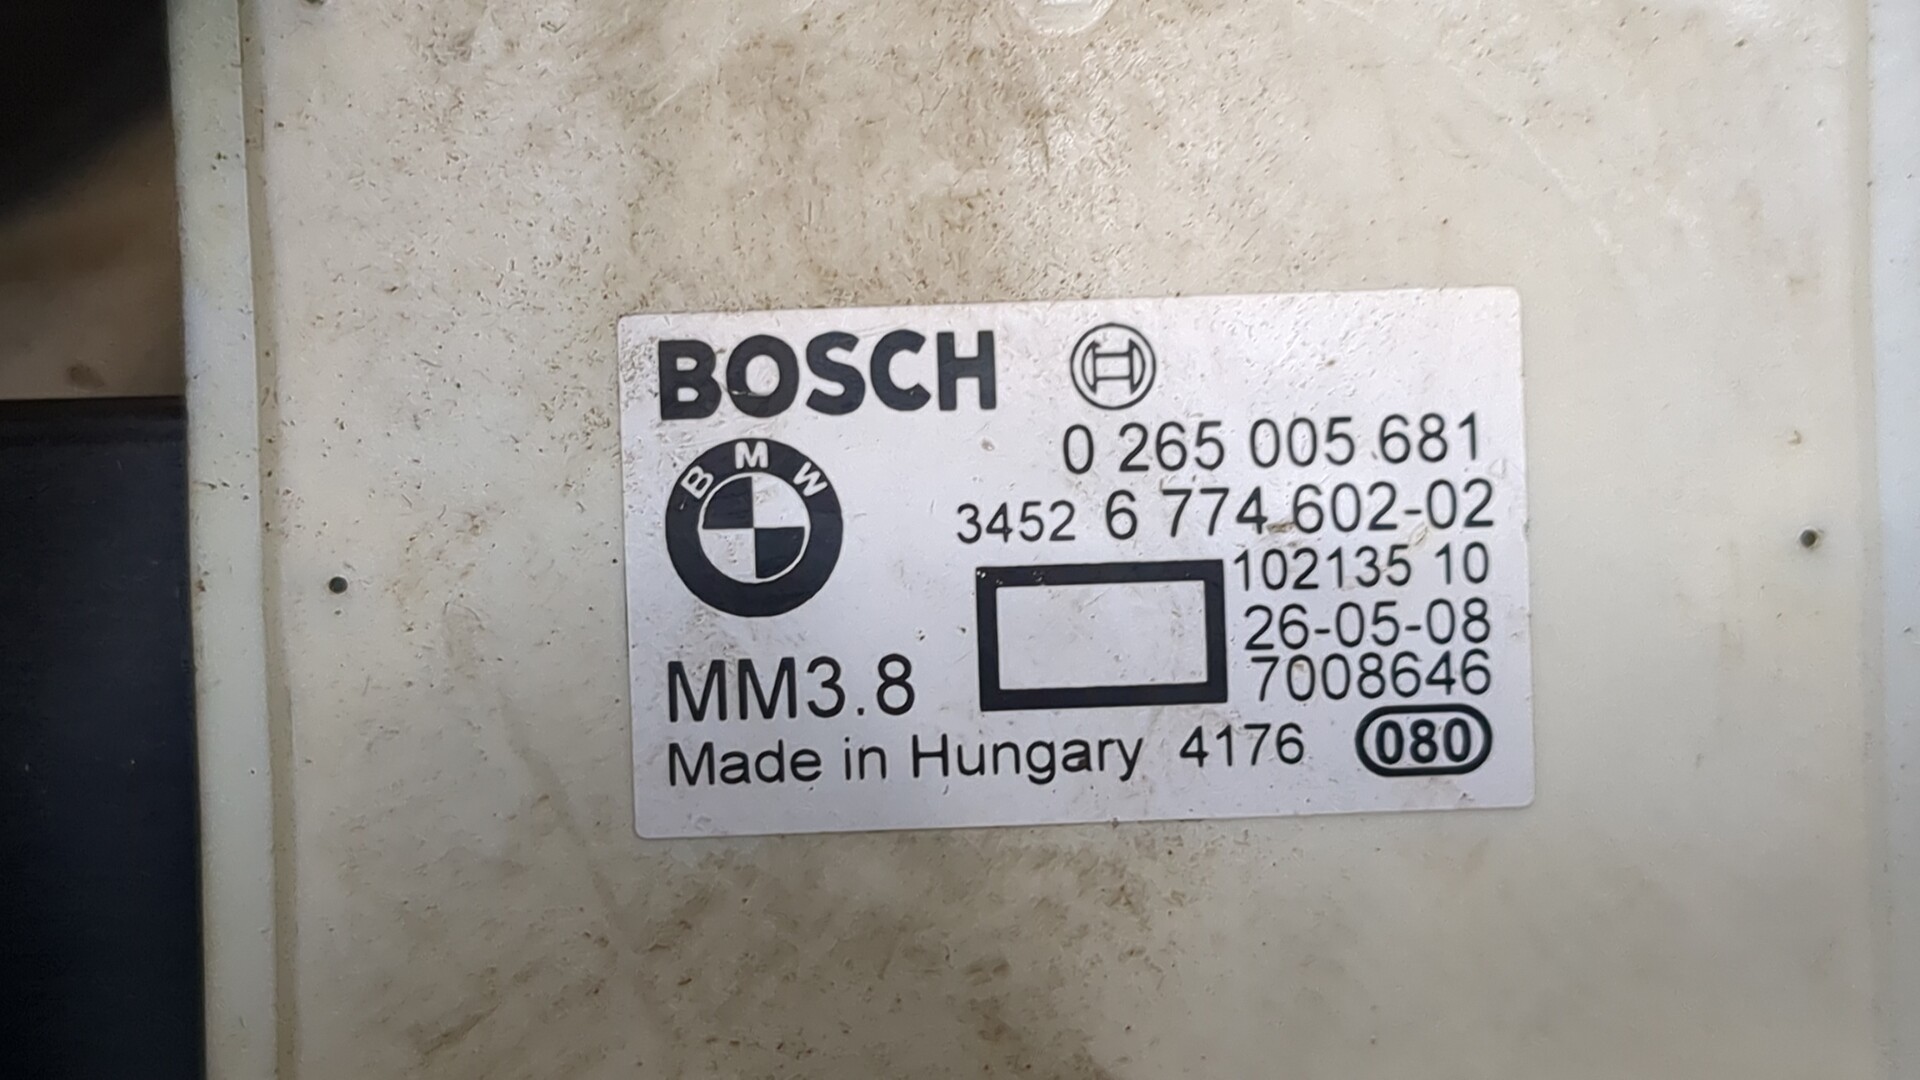 BOSCH
0 265 005 681
BMW
3452 6 774 602-02
102135 10
26-05-08
7008646
MM3.8
Made in Hungary 4176 080